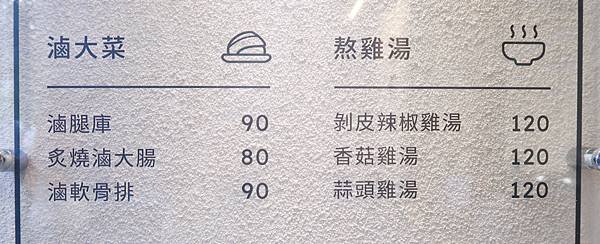 滷大菜
滷腿庫 90
炙燒滷大腸 80
滷軟骨排 90
熬雞湯
剝皮辣椒雞湯 120
香菇雞湯 120
蒜頭雞湯 120